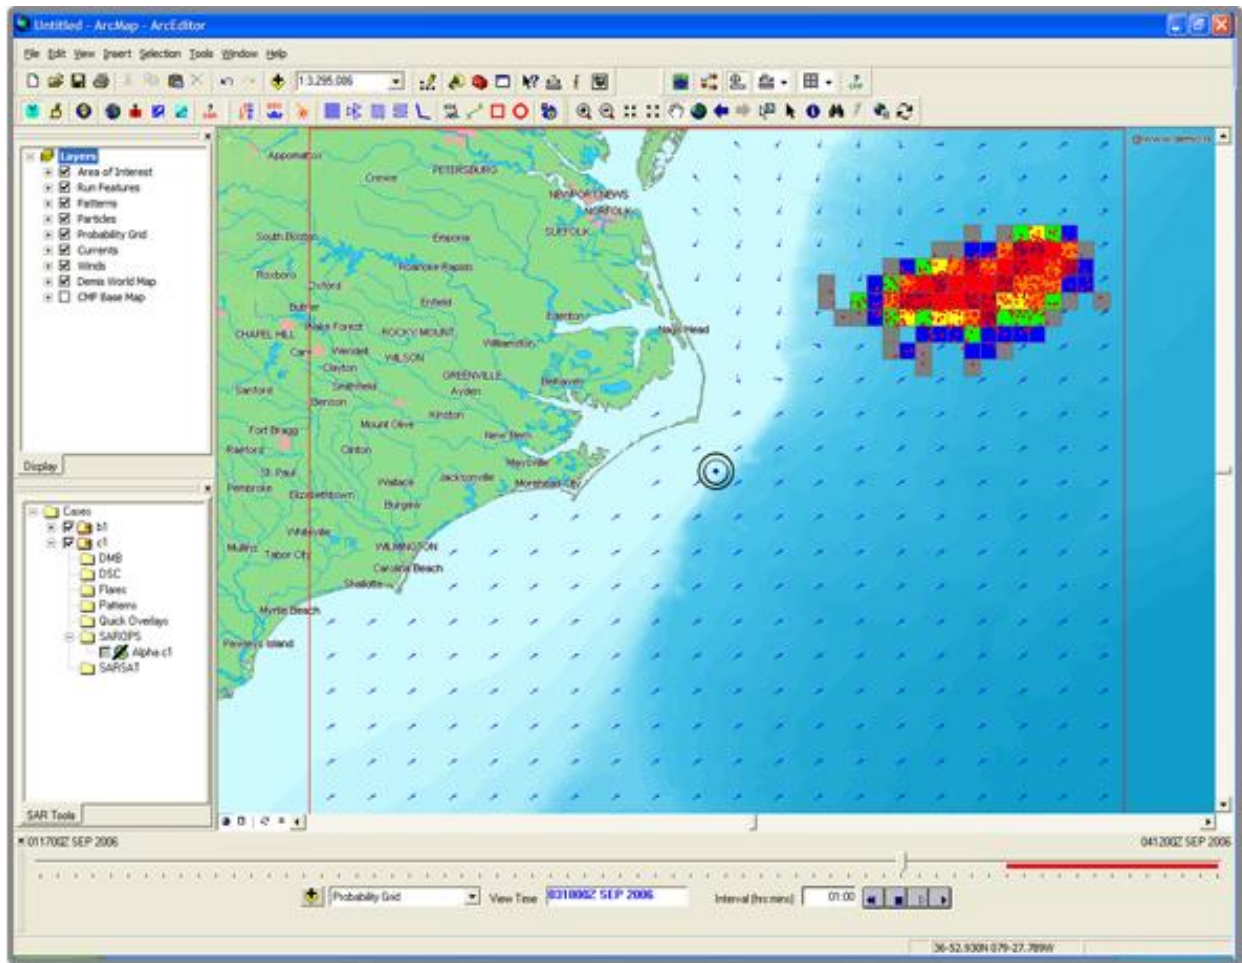 Untitled - ArcMap - ArcEditor
File Edit View Insert Selection Tools Window Help
1:3,295,086
Layers
Area of Interest
Run Features
Patterns
Particles
Probability Grid
Currents
Winds
Demis World Map
CMP Base Map
Display
Cases
b1
c1
DMB
DSC
Flares
Patterns
Quick Overlays
SAROPS
Alpha c1
SARSAT
SAR Tools
Appomattox
Crewe
PETERSBURG
NEWPORT NEWS
NORFOLK
SUFFOLK
South Boston
Emporia
Roanoke Rapids
Roxboro
Oxford
Butner
Enfield
Edenton
CHAPEL HILL
Wake Forest
ROCKY MOUNT
Williamston
Nags Head
Cary
Wendell
WILSON
Clayton
GREENVILLE
Belhaven
Sanford
Smithfield
Ayden
Benson
Kinston
Fort Bragg
Mount Olive
New Bern
Raeford
Clinton
Maysville
St. Paul
Wallace
Jacksonville
Morehead City
Pembroke
Elizabethtown
Burgaw
Whiteville
Mullins
Tabor City
WILMINGTON
Carolina Beach
Shallotte
Myrtle Beach
Pawleys Island
011700Z SEP 2006
041200Z SEP 2006
Probability Grid
View Time
031800Z SEP 2006
Interval (hrs:mins)
01:00
36-52.930N 079-27.789W